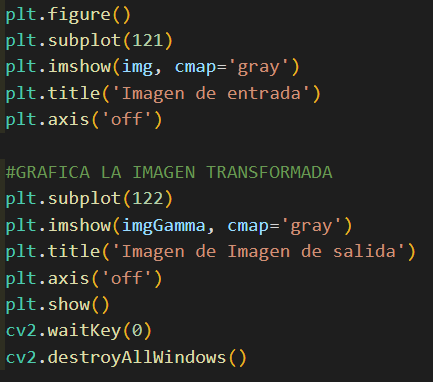 plt.figure()
plt.subplot(121)
plt.imshow(img, cmap='gray')
plt.title('Imagen de entrada')
plt.axis('off')
#GRAFICA LA IMAGEN TRANSFORMADA
plt.subplot(122)
plt.imshow(imgGamma, cmap='gray')
plt.title('Imagen de Imagen de salida')
plt.axis('off')
plt.show()
cv2.waitKey(0)
cv2.destroyAllWindows()